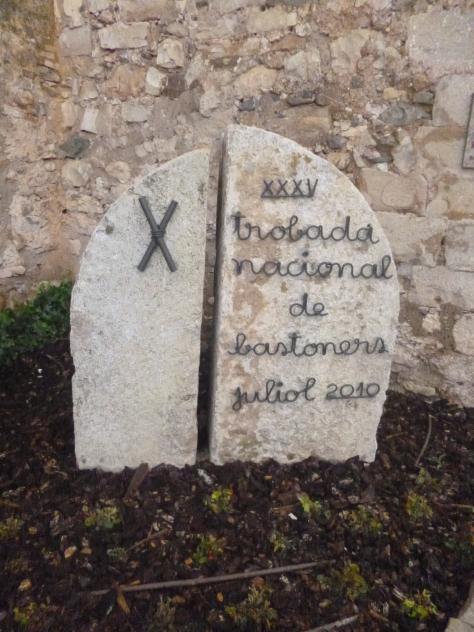 XXXV
trobada
nacional
de
bastoners
juliol 2010